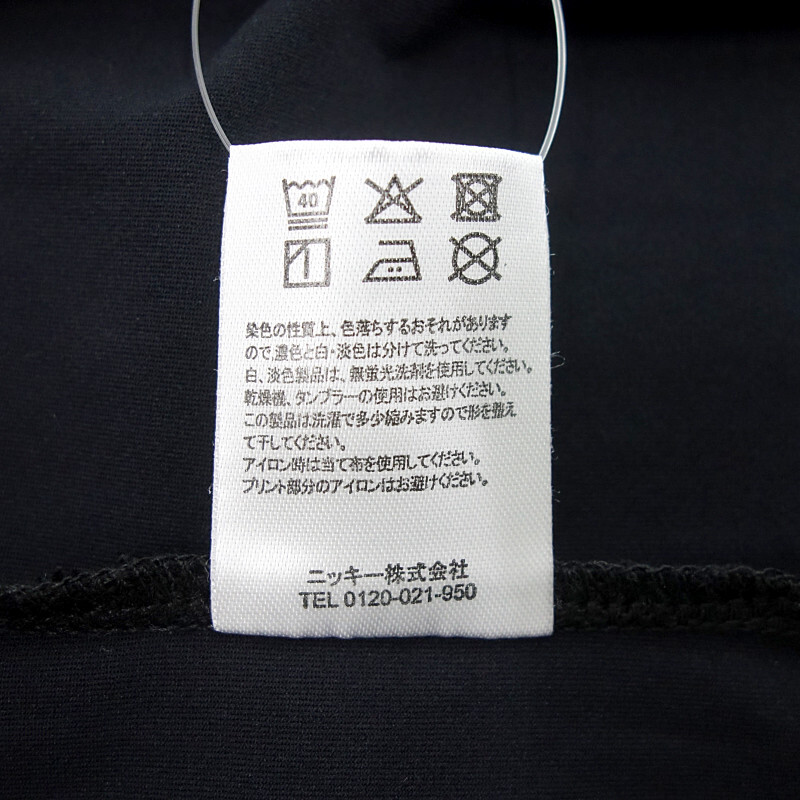 40
染色の性質上、色落ちするおそれがあります
ので、濃色と白・淡色は分けて洗ってください。
白、淡色製品は、無蛍光洗剤を使用してください。
乾燥機、タンブラーの使用はお避けください。
この製品は洗濯で多少縮みますので形を整え
て干してください。
アイロン時は当て布を使用してください。
プリント部分のアイロンはお避けください。
ニッキー株式会社
TEL 0120-021-950